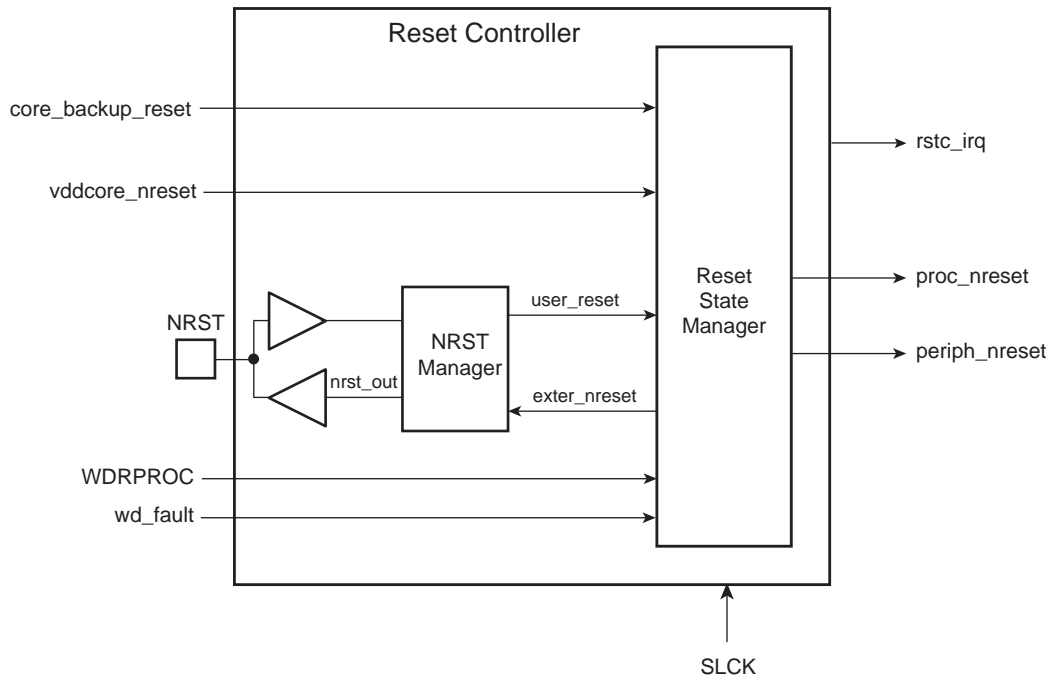 Reset Controller
core_backup_reset
rstc_irq
vddcore_nreset
Reset
State
Manager
proc_nreset
user_reset
NRST
NRST
Manager
periph_nreset
nrst_out
exter_nreset
WDRPROC
wd_fault
SLCK